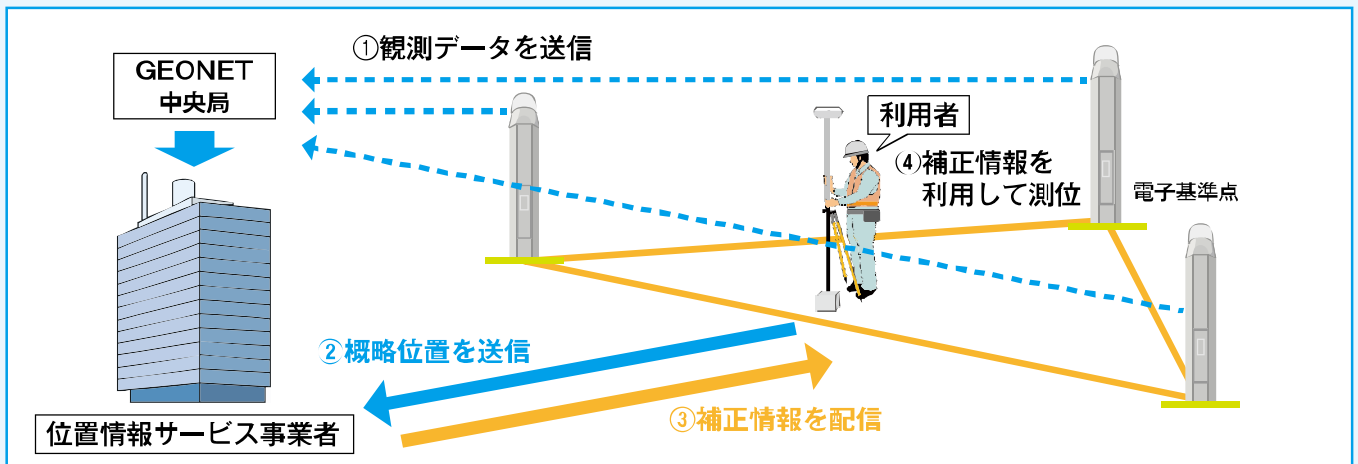 ①観測データを送信
GEONET
中央局
利用者
④補正情報を
利用して測位
電子基準点
②概略位置を送信
③補正情報を配信
位置情報サービス事業者